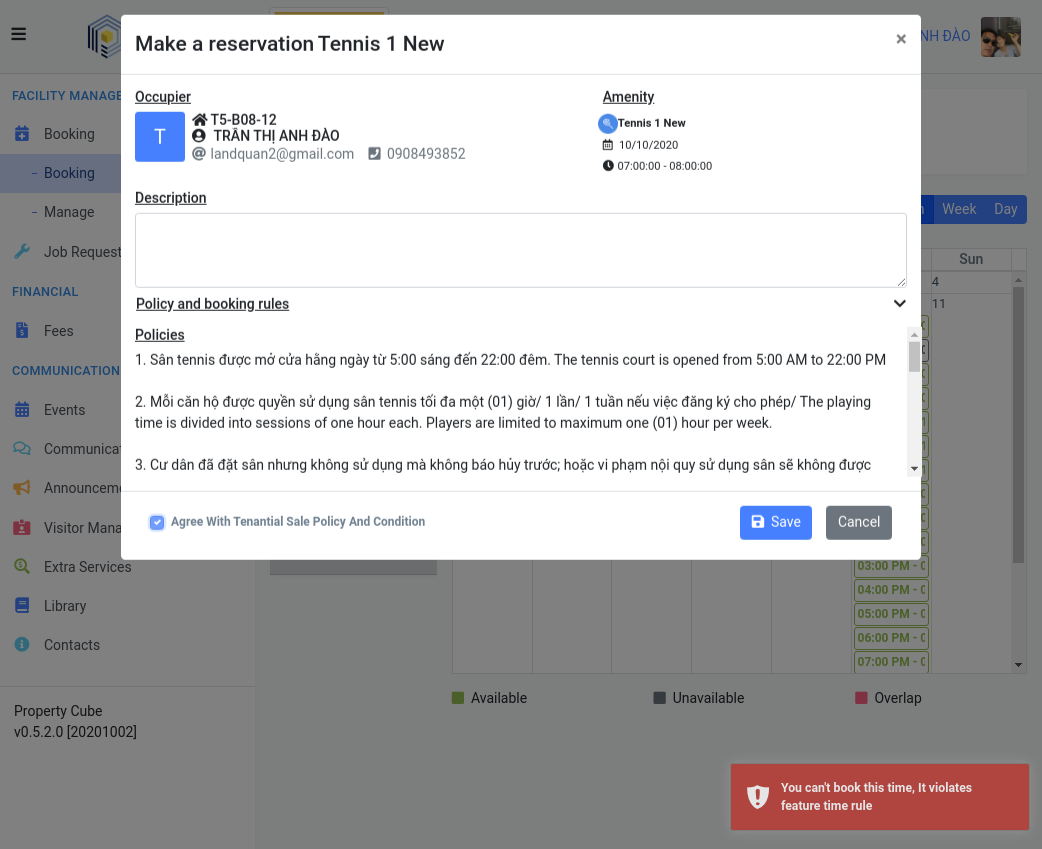 Make a reservation Tennis 1 New
×
NH ĐÀO
FACILITY MANAGE
Booking
Booking
Manage
Job Request
FINANCIAL
Fees
COMMUNICATION
Events
Communicat
Announceme
Visitor Mana
Extra Services
Library
Contacts
Property Cube
v0.5.2.0 [20201002]
Occupier
T
T5-B08-12
TRẦN THỊ ANH ĐÀO
landquan2@gmail.com 0908493852
Amenity
Tennis 1 New
10/10/2020
07:00:00 - 08:00:00
Description
Policy and booking rules
Policies
1. Sân tennis được mở cửa hằng ngày từ 5:00 sáng đến 22:00 đêm. The tennis court is opened from 5:00 AM to 22:00 PM
2. Mỗi căn hộ được quyền sử dụng sân tennis tối đa một (01) giờ/ 1 lần/ 1 tuần nếu việc đăng ký cho phép/ The playing
time is divided into sessions of one hour each. Players are limited to maximum one (01) hour per week.
3. Cư dân đã đặt sân nhưng không sử dụng mà không báo hủy trước; hoặc vi phạm nội quy sử dụng sân sẽ không được
Agree With Tenantial Sale Policy And Condition
Save
Cancel
Week
Day
Sun
4
11
03:00 PM - 0
04:00 PM - 0
05:00 PM - 0
06:00 PM - 0
07:00 PM - 0
Available
Unavailable
Overlap
You can't book this time, It violates
feature time rule